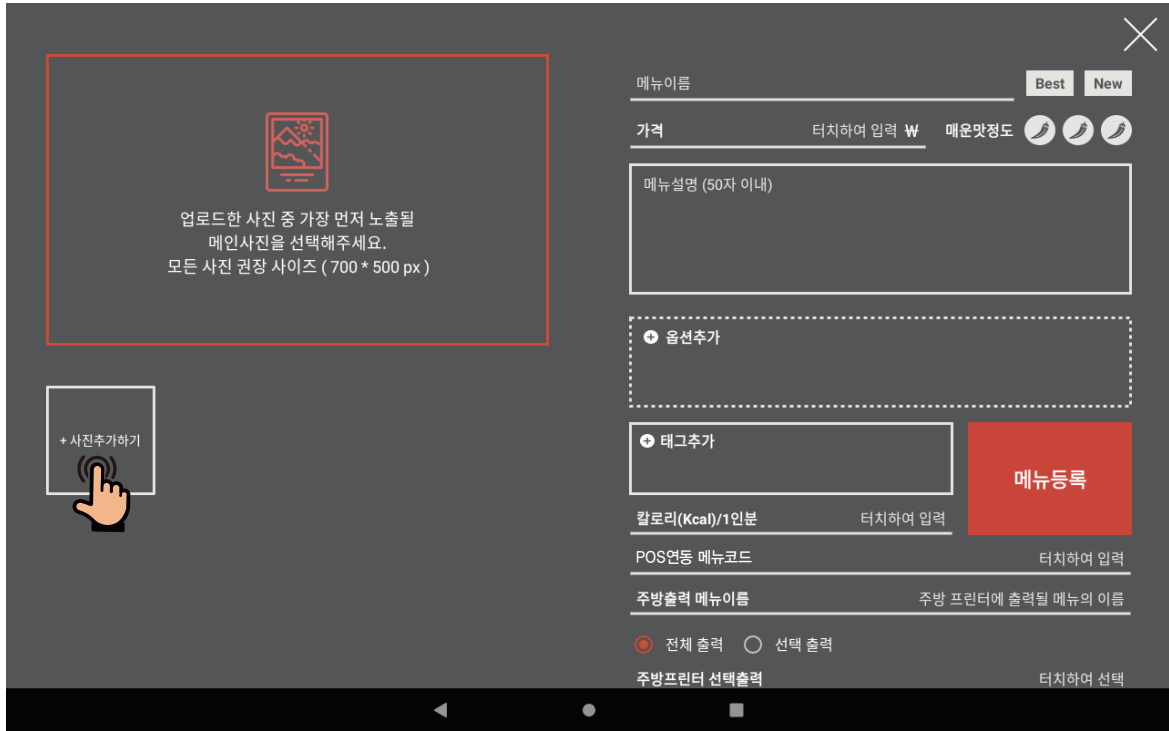 업로드한 사진 중 가장 먼저 노출될
메인사진을 선택해주세요.
모든 사진 권장 사이즈 ( 700 * 500 px )
+ 사진추가하기
메뉴이름
Best New
가격 터치하여 입력 ₩ 매운맛정도
메뉴설명 (50자 이내)
옵션추가
태그추가
메뉴등록
칼로리(Kcal)/1인분 터치하여 입력
POS연동 메뉴코드 터치하여 입력
주방출력 메뉴이름 주방 프린터에 출력될 메뉴의 이름
전체 출력 선택 출력
주방프린터 선택출력 터치하여 선택